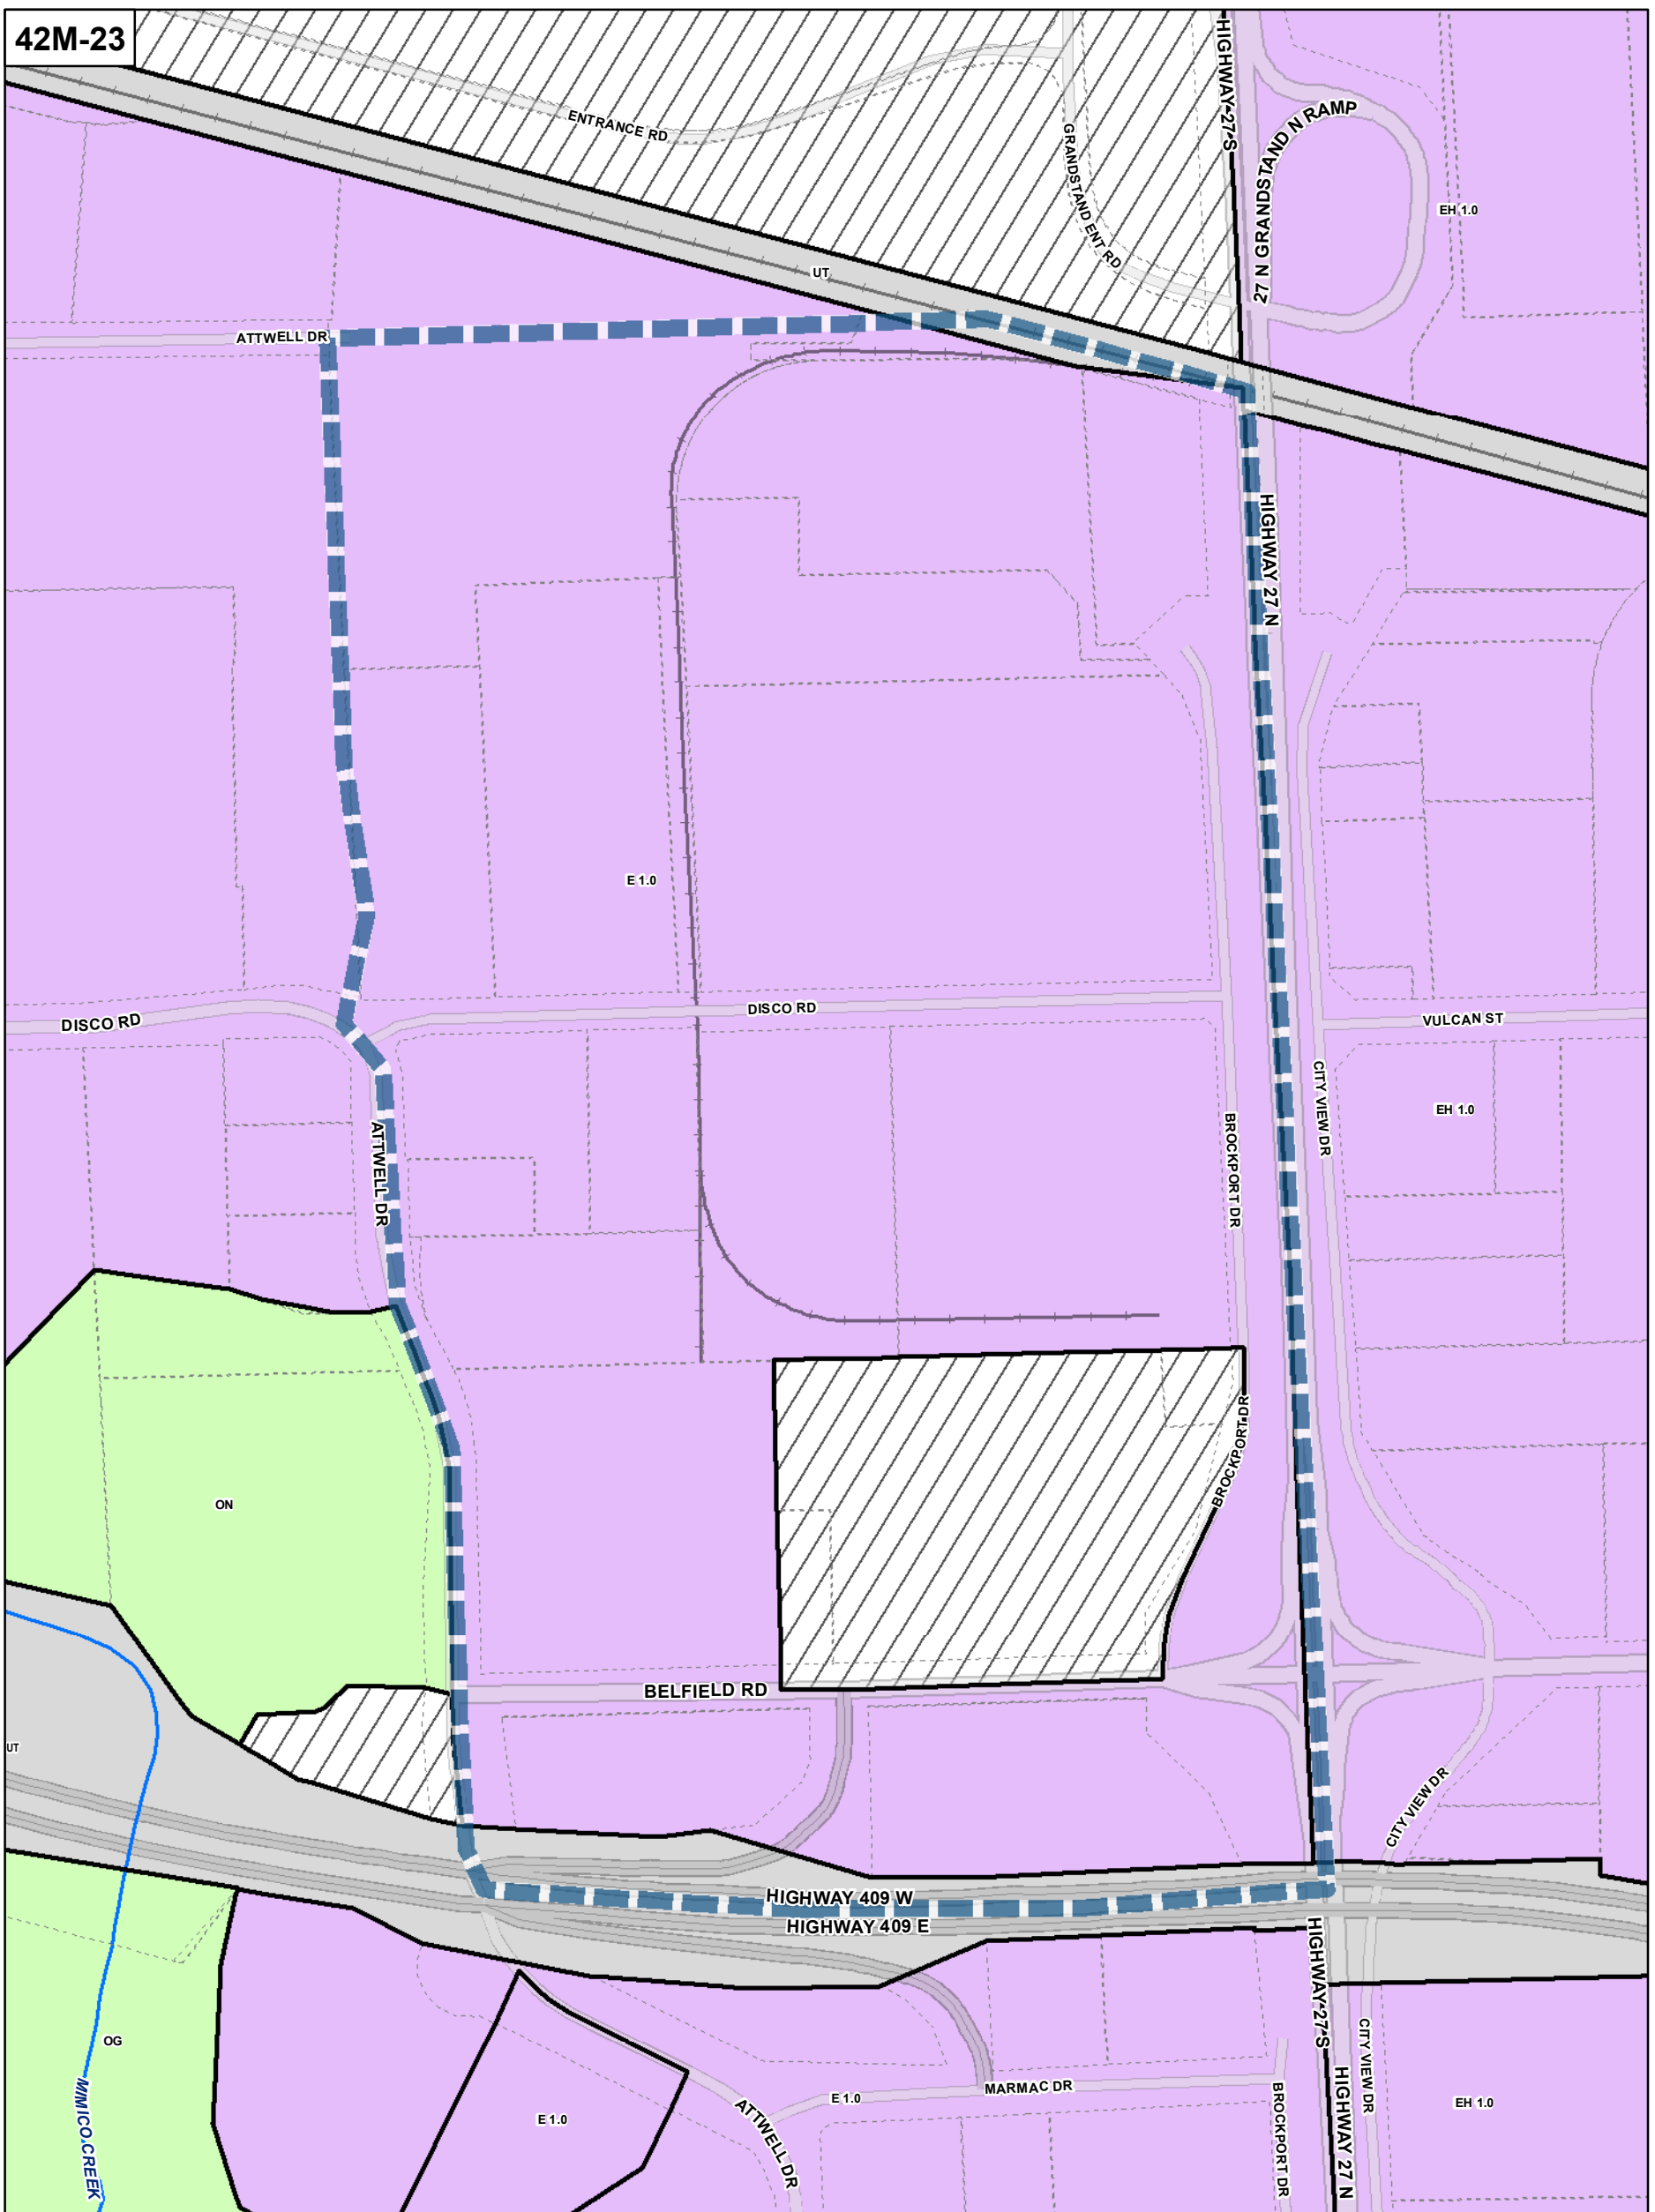 42M-23
HIGHWAY 27 S
27 N GRANDSTAND N RAMP
ENTRANCE RD
GRANDSTAND ENT RD
EH 1.0
UT
ATTWELL DR
HIGHWAY 27 N
E 1.0
DISCO RD
DISCO RD
VULCAN ST
CITY VIEW DR
EH 1.0
BROCKPORT DR
ATTWELL DR
BROCKPORT DR
ON
BELFIELD RD
UT
CITY VIEW DR
HIGHWAY 409 W
HIGHWAY 409 E
HIGHWAY 27 S
OG
CITY VIEW DR
MARMAC DR
E 1.0
EH 1.0
E 1.0
MIMICO CREEK
ATTWELL DR
BROCKPORT DR
HIGHWAY 27 N